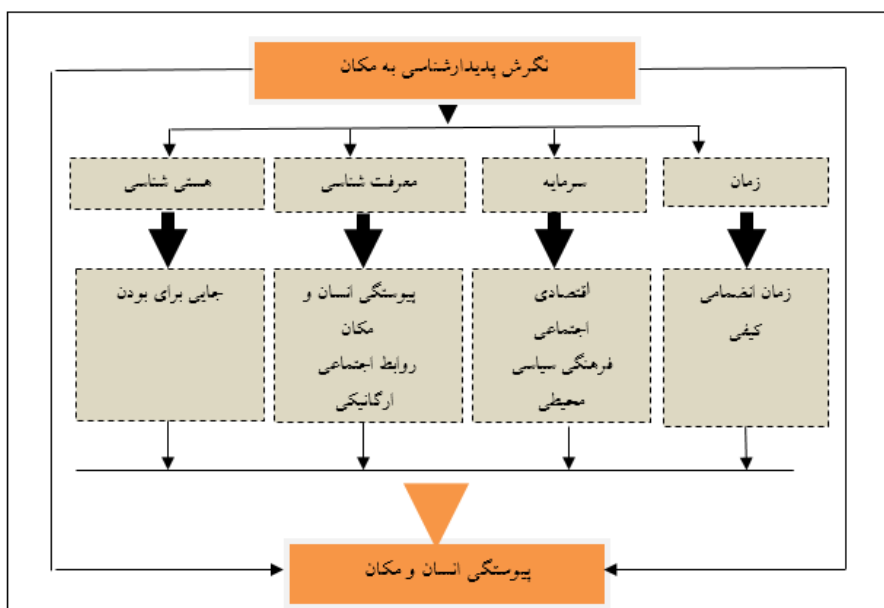 نگرش پدیدارشناسی به مکان
زمان
سرمایه
معرفت شناسی
هستی شناسی
زمان انضمامی
کیفی
اقتصادی
اجتماعی
فرهنگی سیاسی
محیطی
پیوستگی انسان و
مکان
روابط اجتماعی
ارگانیکی
جایی برای بودن
پیوستگی انسان و مکان